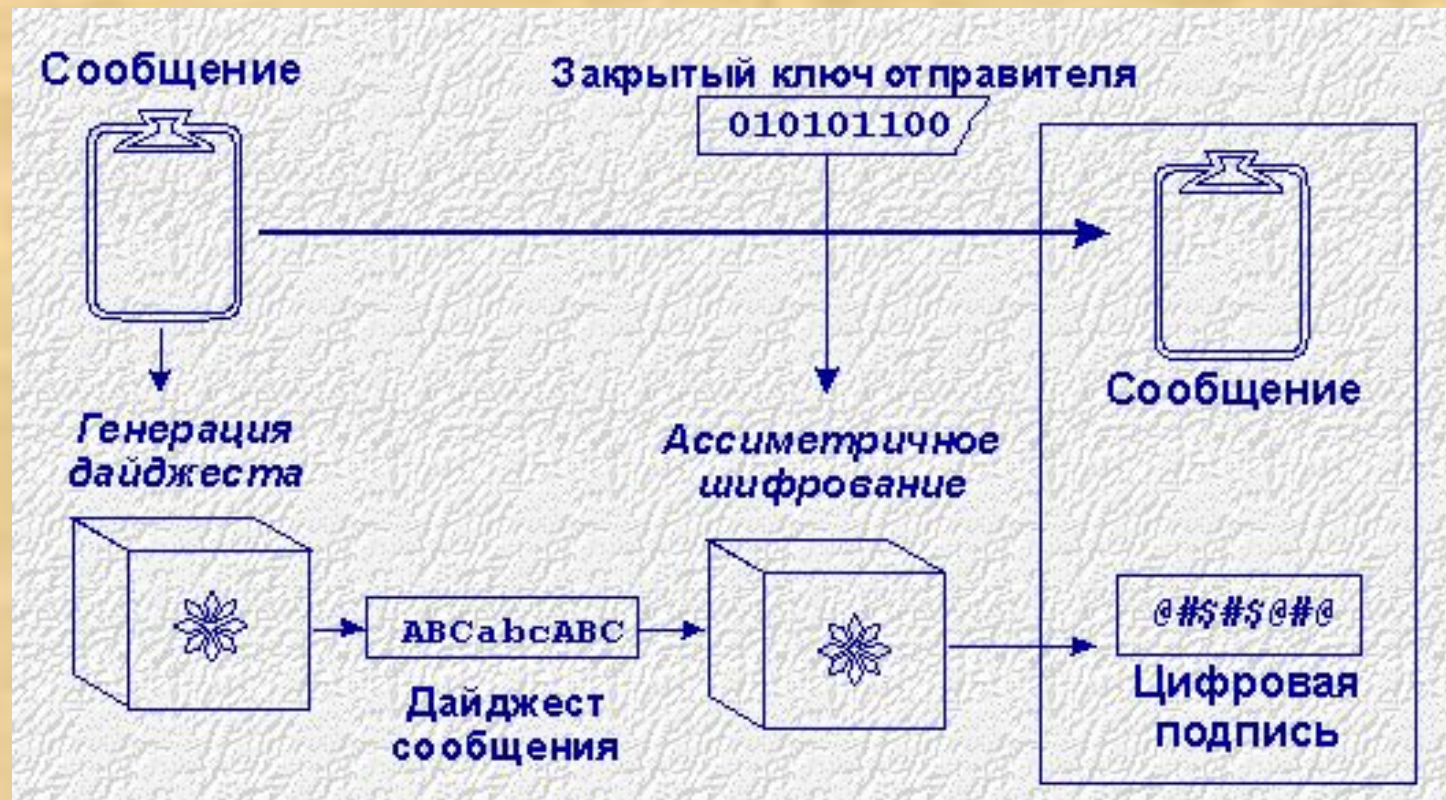 Сообщение
Закрытый ключ отправителя
010101100
Сообщение
Генерация
дайджеста
Ассиметричное
шифрование
ABCabcABC
@#$#$@#@
Дайджест
сообщения
Цифровая
подпись